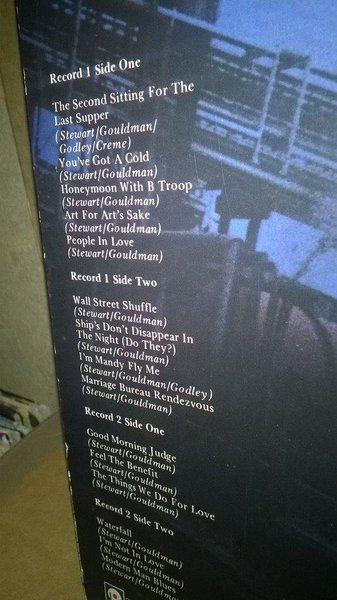 Record 1 Side One
The Second Sitting For The
Last Supper
(Stewart/Gouldman/
Godley/Creme)
You've Got A Cold
(Stewart/Gouldman)
Honeymoon With B Troop
(Stewart/Gouldman)
Art For Art's Sake
(Stewart/Gouldman)
People In Love
(Stewart/Gouldman)
Record 1 Side Two
Wall Street Shuffle
(Stewart/Gouldman)
Ship's Don't Disappear In
The Night (Do They?)
(Stewart/Gouldman)
I'm Mandy Fly Me
(Stewart/Gouldman/Godley)
Marriage Bureau Rendezvous
(Stewart/Gouldman)
Record 2 Side One
Good Morning Judge
(Stewart/Gouldman)
Feel The Benefit
(Stewart/Gouldman)
The Things We Do For Love
(Stewart/Gouldman)
Record 2 Side Two
Waterfall
(Stewart/Gouldman)
I'm Not In Love
(Stewart/Gouldman)
Modern Man Blues
(Stewart/Gouldman)